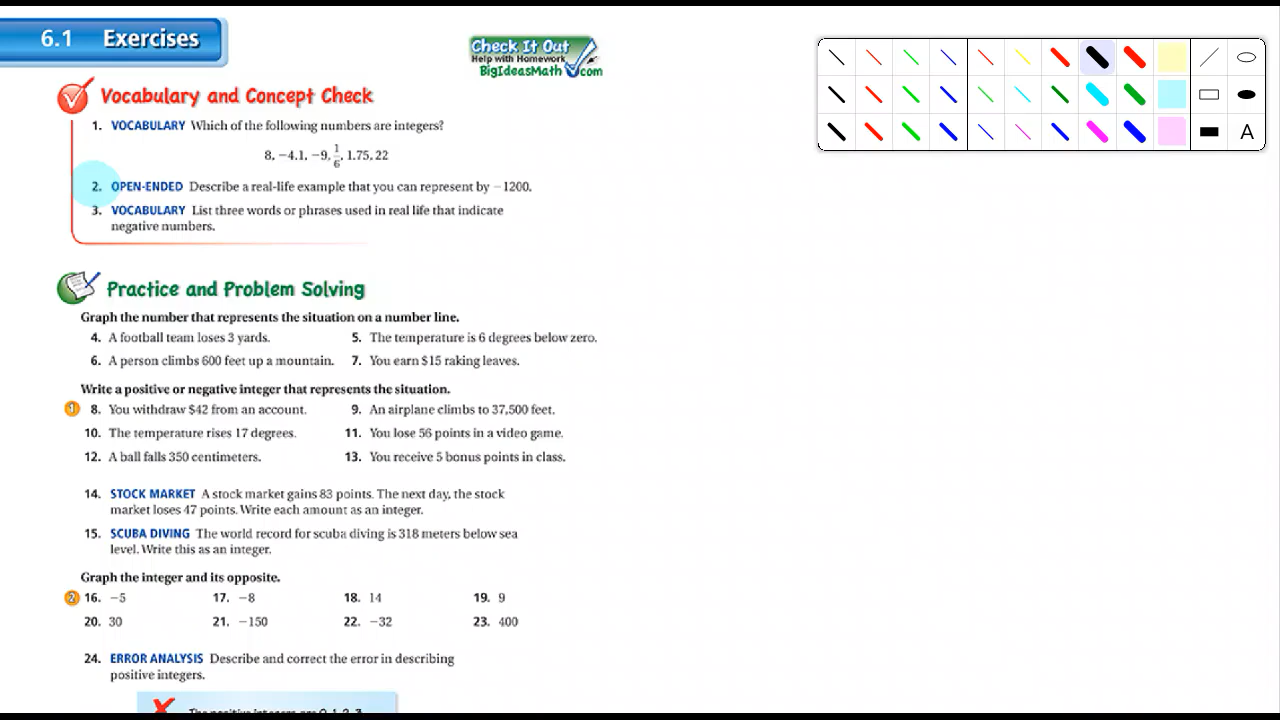 6.1 Exercises
Check It Out
Help with Homework
BigIdeasMath.com
Vocabulary and Concept Check
1. VOCABULARY Which of the following numbers are integers?
8, −4.1, −9, 1/6, 1.75, 22
2. OPEN-ENDED Describe a real-life example that you can represent by −1200.
3. VOCABULARY List three words or phrases used in real life that indicate
negative numbers.
Practice and Problem Solving
Graph the number that represents the situation on a number line.
4. A football team loses 3 yards. 5. The temperature is 6 degrees below zero.
6. A person climbs 600 feet up a mountain. 7. You earn $15 raking leaves.
Write a positive or negative integer that represents the situation.
1 8. You withdraw $42 from an account. 9. An airplane climbs to 37,500 feet.
10. The temperature rises 17 degrees. 11. You lose 56 points in a video game.
12. A ball falls 350 centimeters. 13. You receive 5 bonus points in class.
14. STOCK MARKET A stock market gains 83 points. The next day, the stock
market loses 47 points. Write each amount as an integer.
15. SCUBA DIVING The world record for scuba diving is 318 meters below sea
level. Write this as an integer.
Graph the integer and its opposite.
2 16. −5 17. −8 18. 14 19. 9
20. 30 21. −150 22. −32 23. 400
24. ERROR ANALYSIS Describe and correct the error in describing
positive integers.
The positive integers are 0, 1, 2, 3,
A